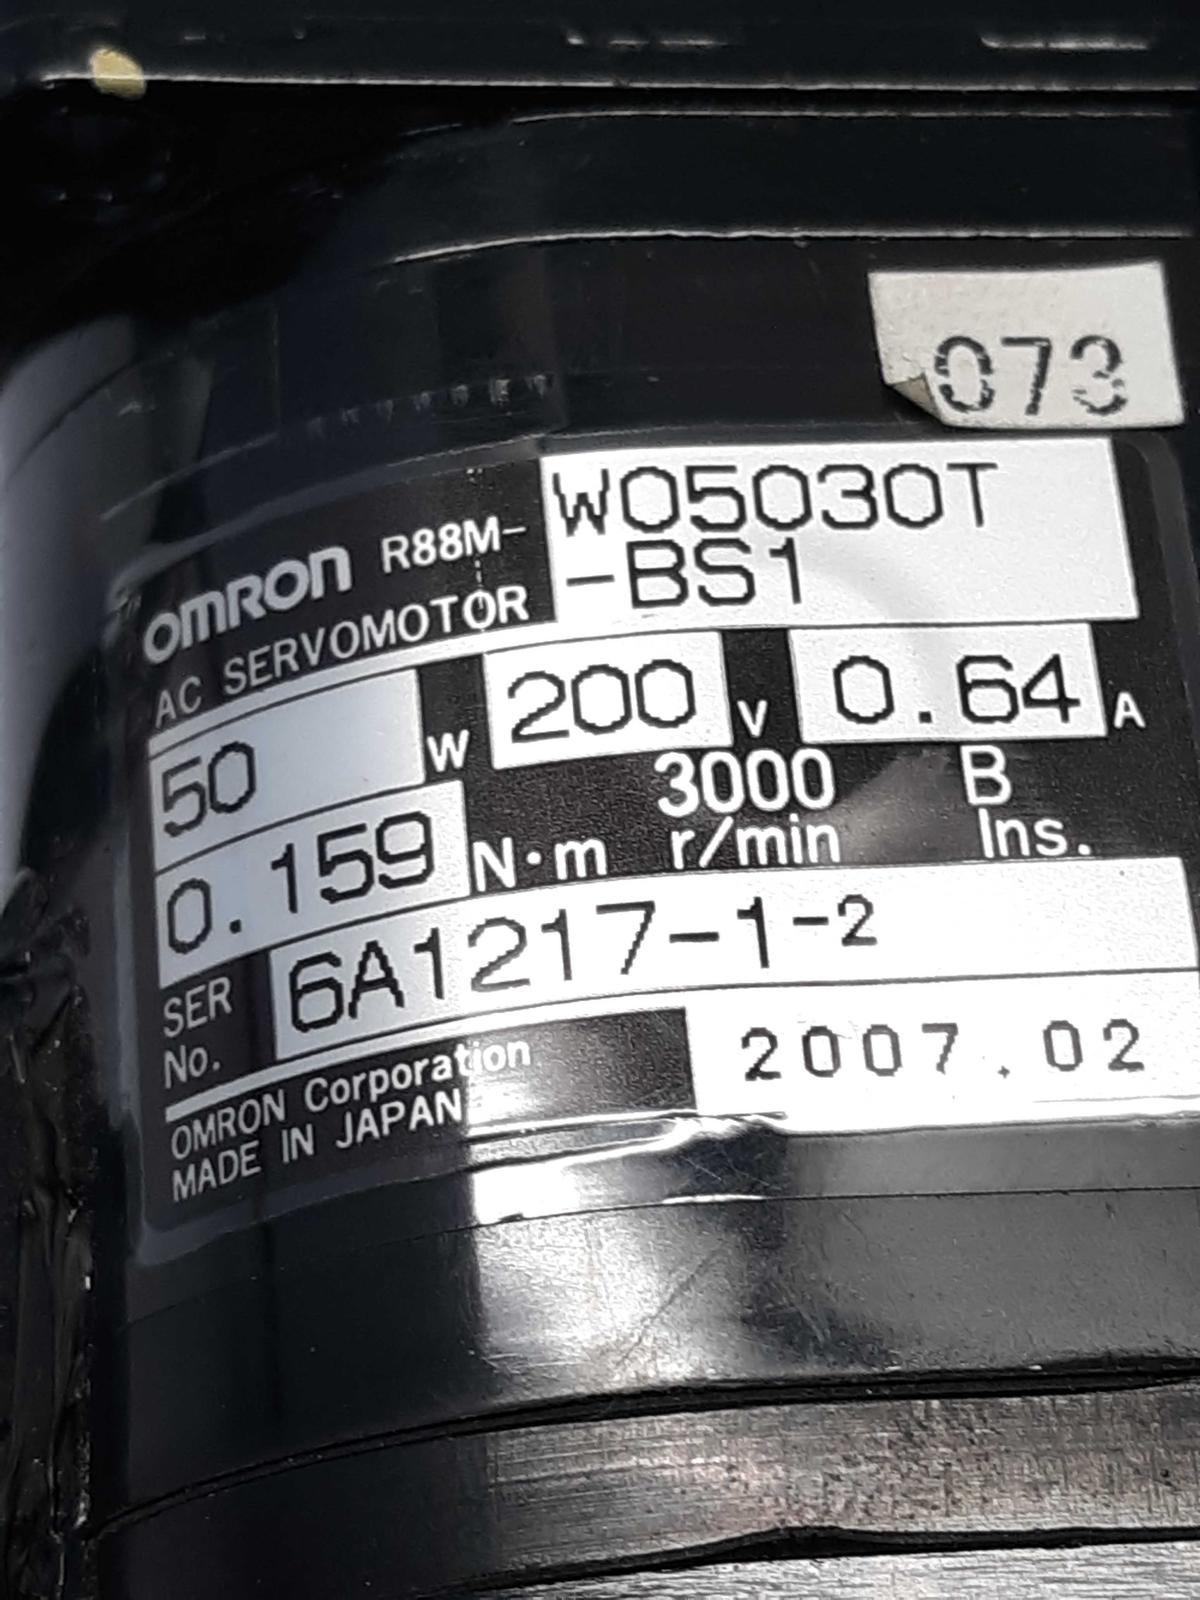 073
OMRON R88M- W05030T
-BS1
AC SERVOMOTOR
50 W 200 V 0.64 A
0.159 N·m 3000 r/min B Ins.
SER No. 6A1217-1-2
2007.02
OMRON Corporation
MADE IN JAPAN